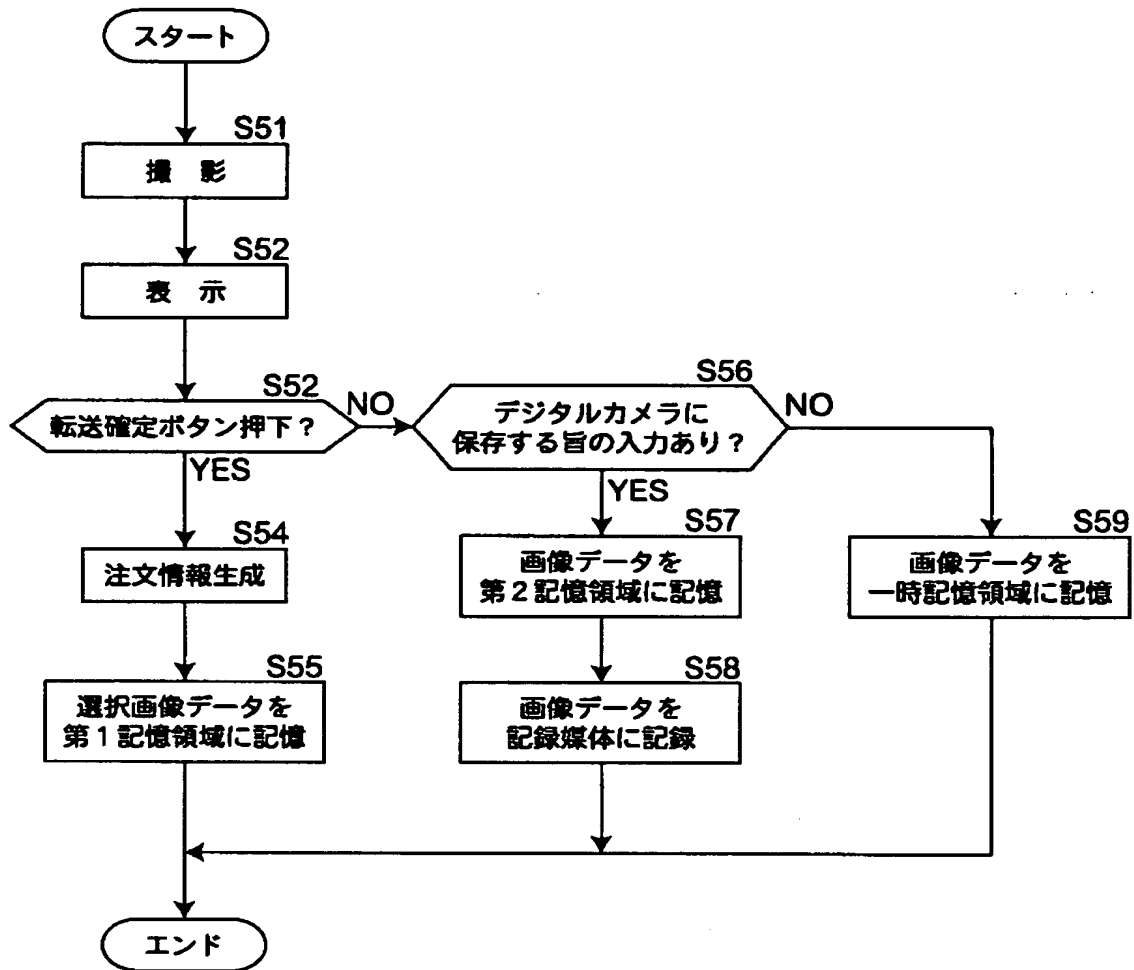 スタート
S51
撮 影
S52
表 示
S52
転送確定ボタン押下？
NO
YES
S56
デジタルカメラに
保存する旨の入力あり？
NO
YES
S54
注文情報生成
S55
選択画像データを
第１記憶領域に記憶
S57
画像データを
第２記憶領域に記憶
S58
画像データを
記録媒体に記録
S59
画像データを
一時記憶領域に記憶
エンド